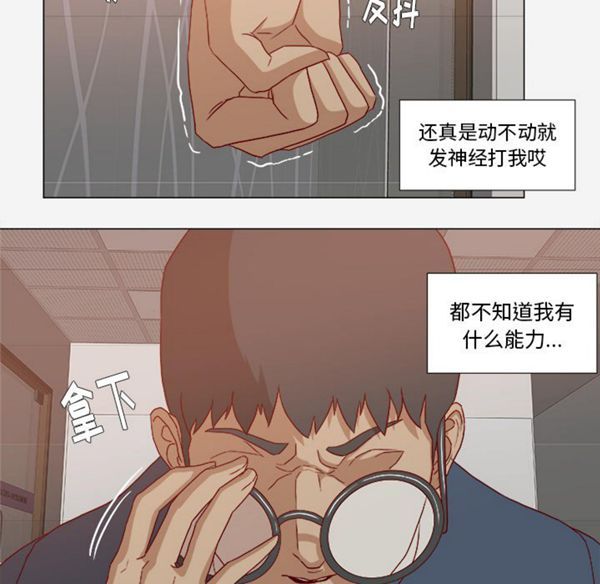 发抖
还真是动不动就
发神经打我哎
都不知道我有
什么能力...
拿下